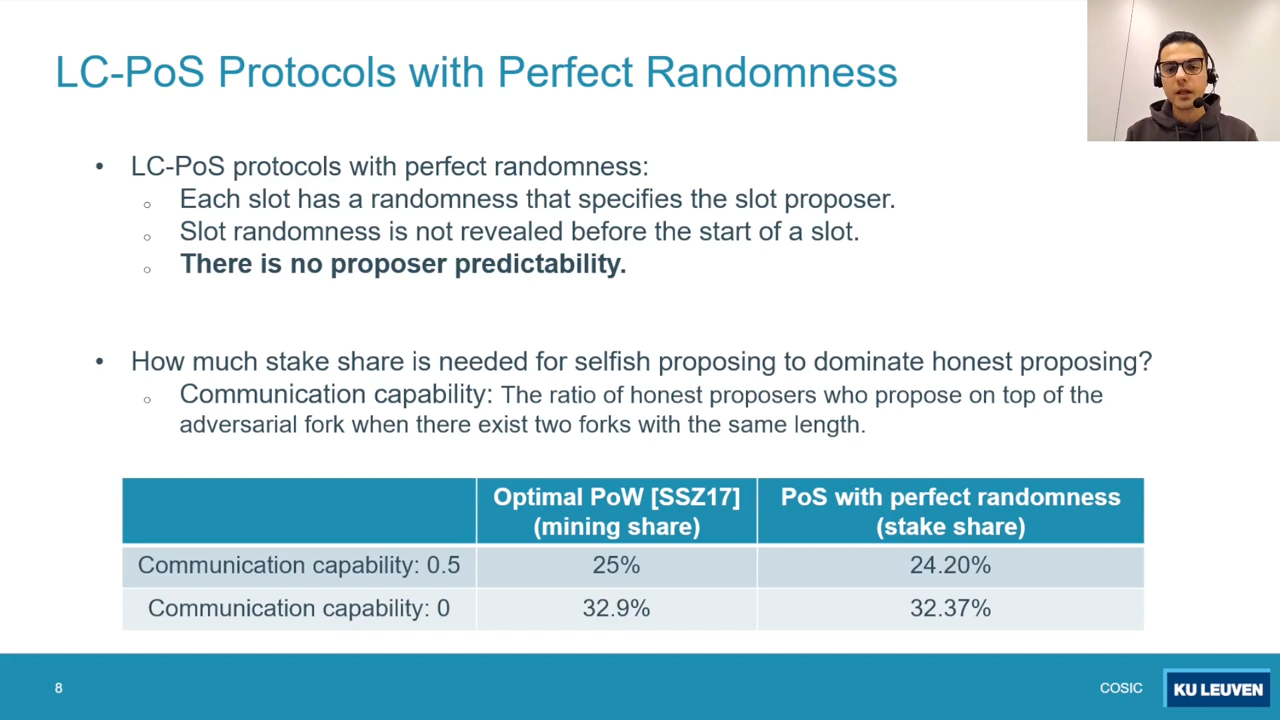 LC-PoS Protocols with Perfect Randomness
• LC-PoS protocols with perfect randomness:
○ Each slot has a randomness that specifies the slot proposer.
○ Slot randomness is not revealed before the start of a slot.
○ There is no proposer predictability.
• How much stake share is needed for selfish proposing to dominate honest proposing?
○ Communication capability: The ratio of honest proposers who propose on top of the
adversarial fork when there exist two forks with the same length.
Optimal PoW [SSZ17] PoS with perfect randomness
(mining share) (stake share)
Communication capability: 0.5 25% 24.20%
Communication capability: 0 32.9% 32.37%
8 COSIC KU LEUVEN